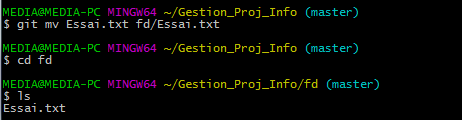 MEDIA@MEDIA-PC MINGW64 ~/Gestion_Proj_Info (master)
$ git mv Essai.txt fd/Essai.txt
MEDIA@MEDIA-PC MINGW64 ~/Gestion_Proj_Info (master)
$ cd fd
MEDIA@MEDIA-PC MINGW64 ~/Gestion_Proj_Info/fd (master)
$ ls
Essai.txt